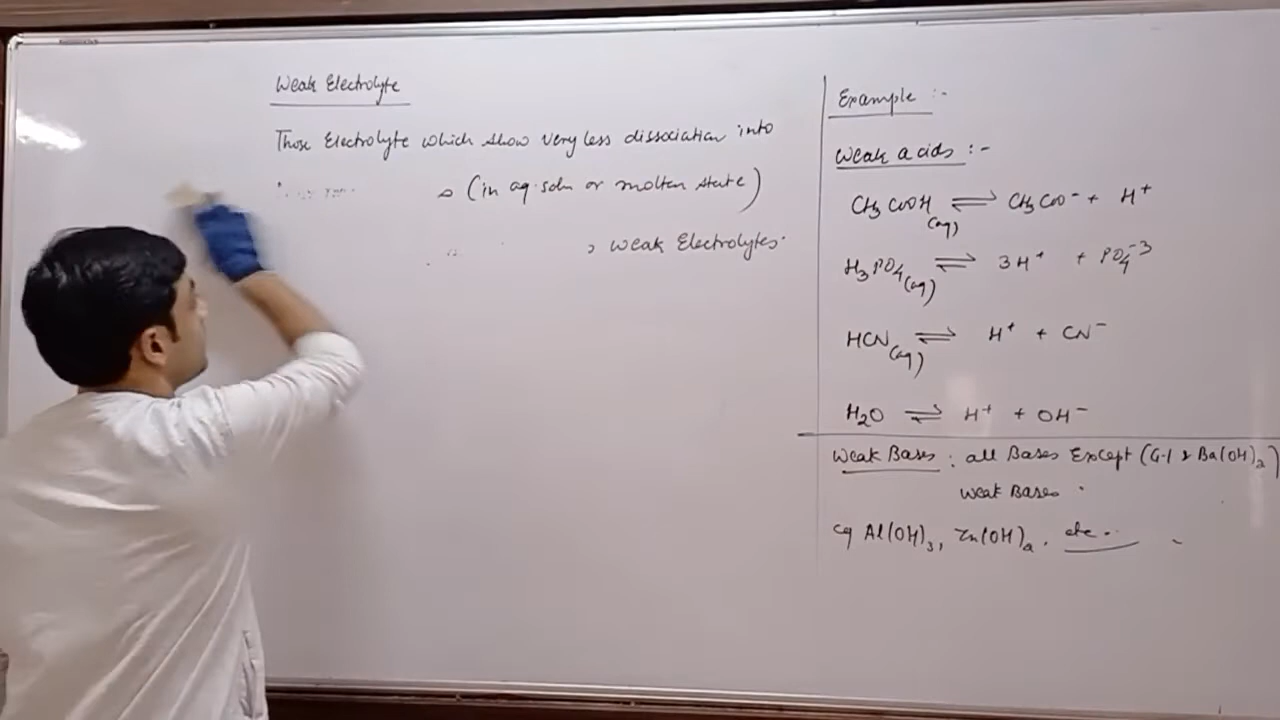 Weak Electrolyte
Those Electrolyte which show very less dissociation into
(in aq. soln or molten state)
weak Electrolytes.
Example :-
Weak acids :-
CH3COOH(aq) ⇌ CH3COO⁻ + H⁺
H3PO4(aq) ⇌ 3H⁺ + PO4⁻³
HCN(aq) ⇌ H⁺ + CN⁻
H2O ⇌ H⁺ + OH⁻
Weak Bases : all Bases Except (G-1 & Ba(OH)2)
Weak Bases .
eg Al(OH)3, Zn(OH)2, etc..